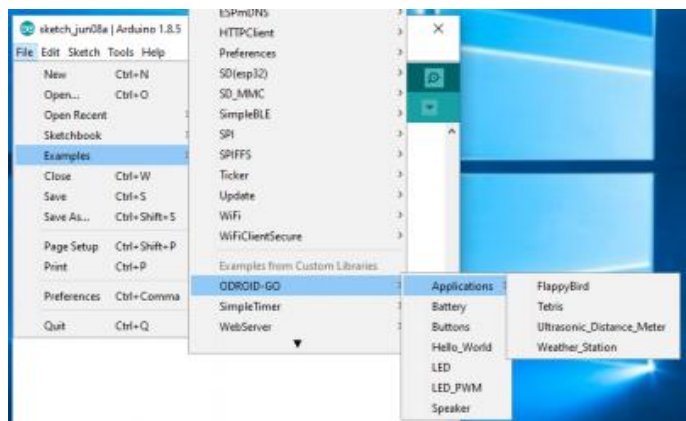 sketch_jun08a | Arduino 1.8.5
File Edit Sketch Tools Help
New Ctrl+N
Open... Ctrl+O
Open Recent
Sketchbook
Examples
Close Ctrl+W
Save Ctrl+S
Save As... Ctrl+Shift+S
Page Setup Ctrl+Shift+P
Print Ctrl+P
Preferences Ctrl+Comma
Quit Ctrl+Q
ESPmDNS
HTTPClient
Preferences
SD(esp32)
SD_MMC
SimpleBLE
SPI
SPIFFS
Ticker
Update
WiFi
WiFiClientSecure
Examples from Custom Libraries
ODROID-GO
SimpleTimer
WebServer
Applications
Battery
Buttons
Hello_World
LED
LED_PWM
Speaker
FlappyBird
Tetris
Ultrasonic_Distance_Meter
Weather_Station